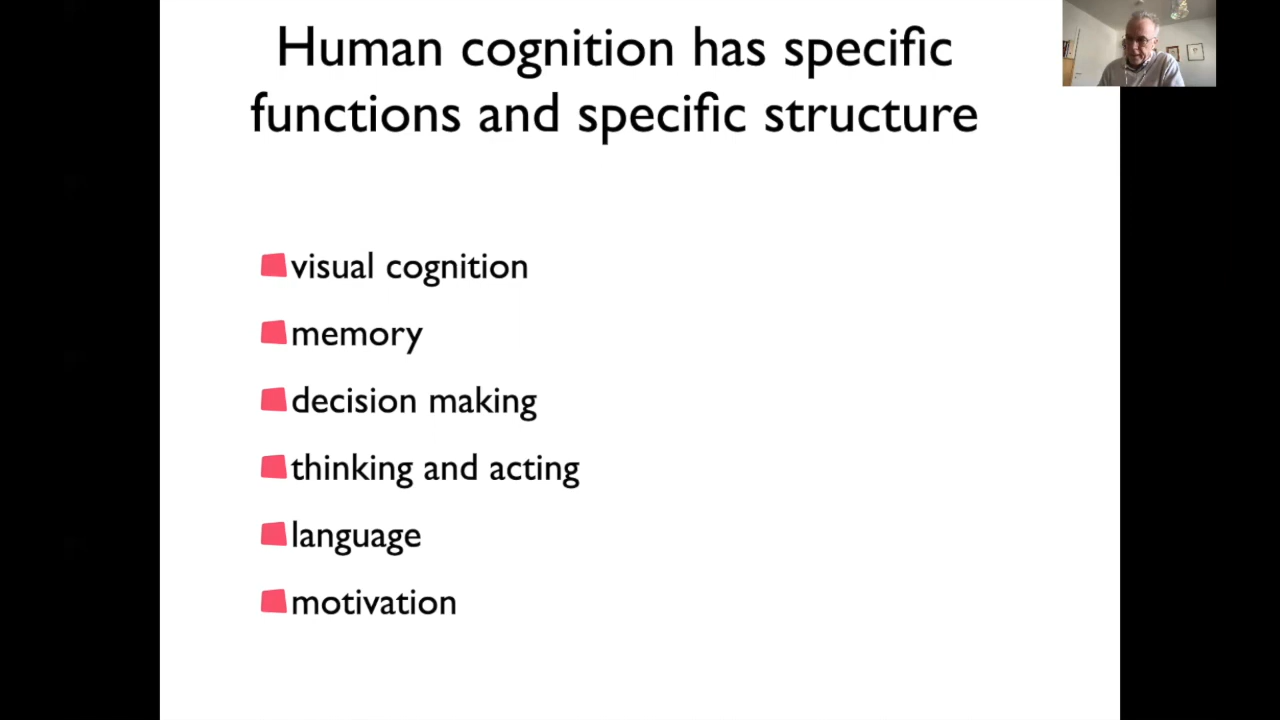 Human cognition has specific
functions and specific structure
visual cognition
memory
decision making
thinking and acting
language
motivation